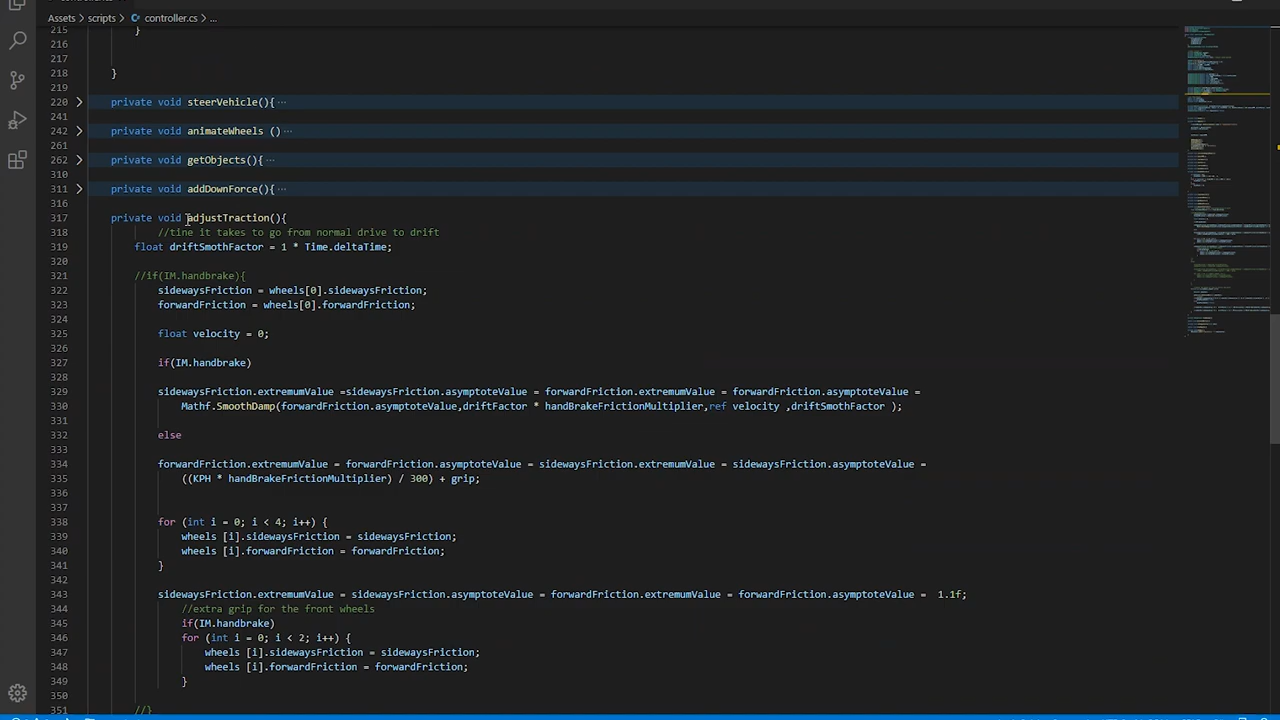 Assets > scripts > controller.cs > ...
215
}
216
217
218 }
219
220 private void steerVehicle(){ ...
241
242 private void animateWheels () ...
261
262 private void getObjects(){ ...
310
311 private void addDownForce(){ ...
316
317 private void adjustTraction(){
318 //tine it takes to go from normal drive to drift
319 float driftSmothFactor = 1 * Time.deltaTime;
320
321 //if(IM.handbrake){
322 sidewaysFriction = wheels[0].sidewaysFriction;
323 forwardFriction = wheels[0].forwardFriction;
324
325 float velocity = 0;
326
327 if(IM.handbrake)
328
329 sidewaysFriction.extremumValue =sidewaysFriction.asymptoteValue = forwardFriction.extremumValue = forwardFriction.asymptoteValue =
330 Mathf.SmoothDamp(forwardFriction.asymptoteValue,driftFactor * handBrakeFrictionMultiplier,ref velocity ,driftSmothFactor );
331
332 else
333
334 forwardFriction.extremumValue = forwardFriction.asymptoteValue = sidewaysFriction.extremumValue = sidewaysFriction.asymptoteValue =
335 ((KPH * handBrakeFrictionMultiplier) / 300) + grip;
336
337
338 for (int i = 0; i < 4; i++) {
339 wheels [i].sidewaysFriction = sidewaysFriction;
340 wheels [i].forwardFriction = forwardFriction;
341 }
342
343 sidewaysFriction.extremumValue = sidewaysFriction.asymptoteValue = forwardFriction.extremumValue = forwardFriction.asymptoteValue = 1.1f;
344 //extra grip for the front wheels
345 if(IM.handbrake)
346 for (int i = 0; i < 2; i++) {
347 wheels [i].sidewaysFriction = sidewaysFriction;
348 wheels [i].forwardFriction = forwardFriction;
349 }
350
351 //}